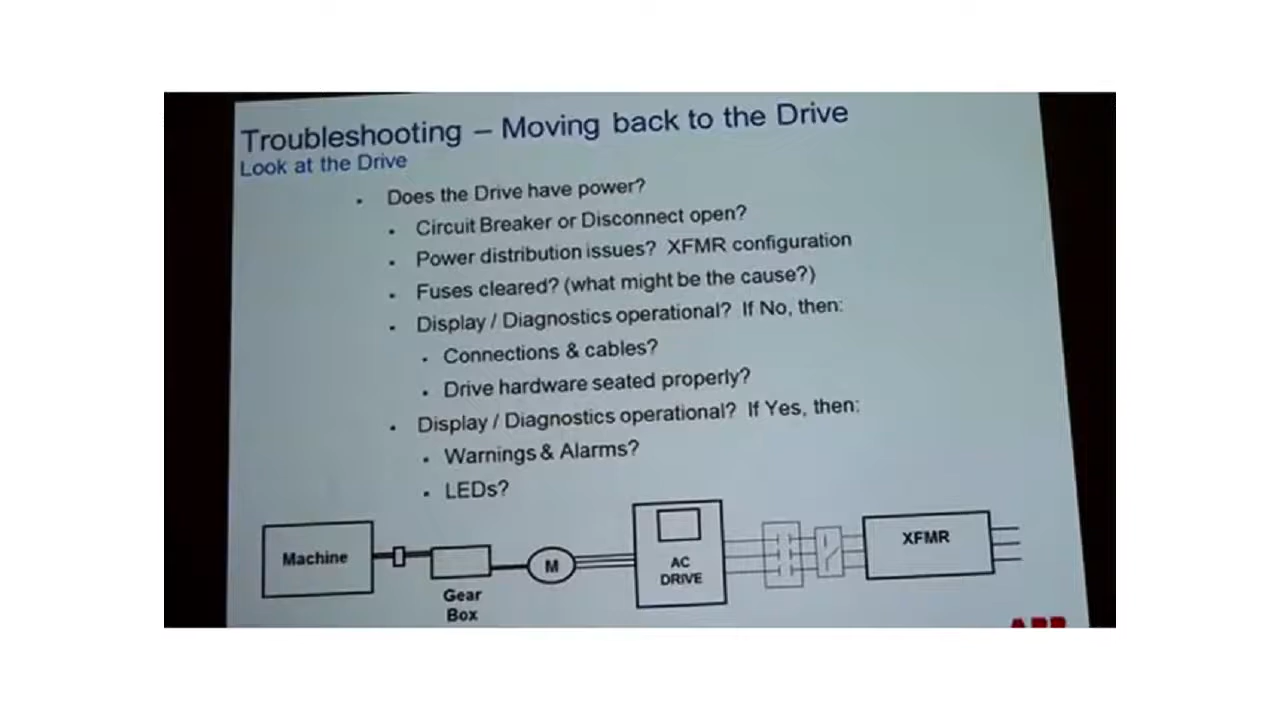 Troubleshooting – Moving back to the Drive
Look at the Drive
Does the Drive have power?
Circuit Breaker or Disconnect open?
Power distribution issues? XFMR configuration
Fuses cleared? (what might be the cause?)
Display / Diagnostics operational? If No, then:
Connections & cables?
Drive hardware seated properly?
Display / Diagnostics operational? If Yes, then:
Warnings & Alarms?
LEDs?
Machine
Gear
Box
M
AC
DRIVE
XFMR
ABB